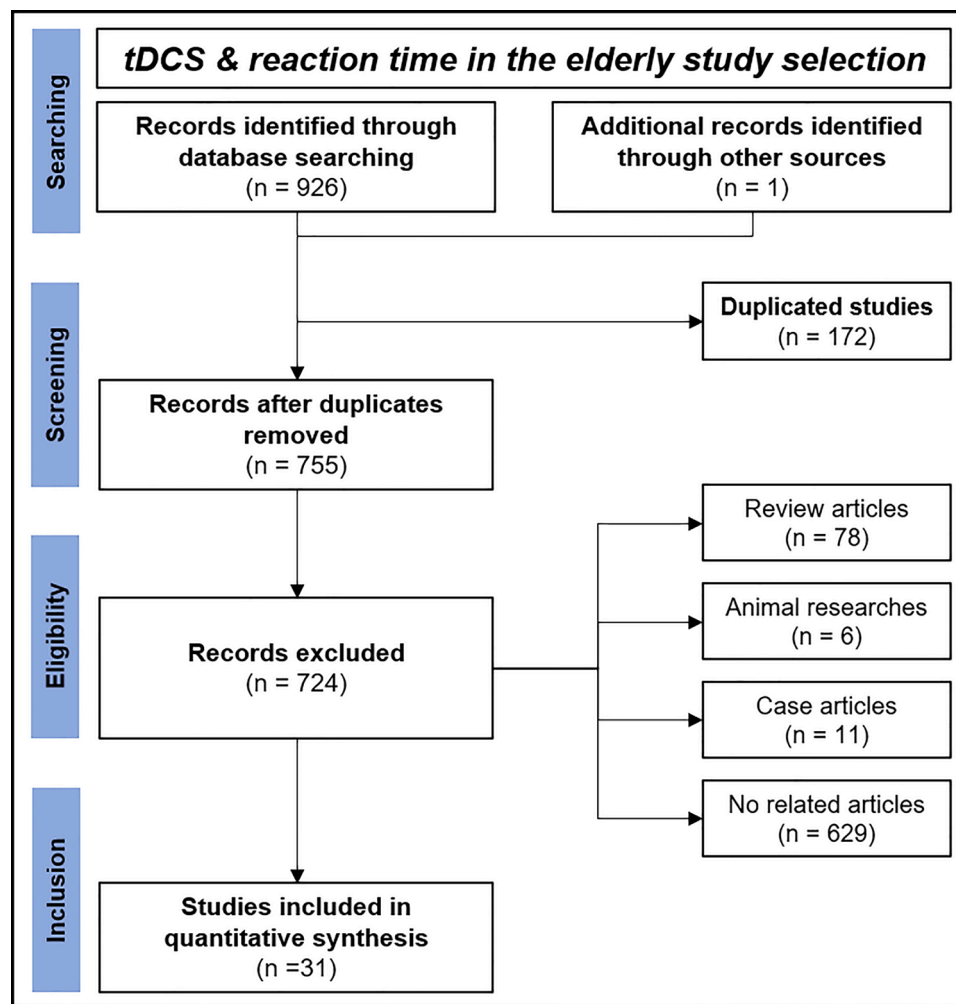 Searching
tDCS & reaction time in the elderly study selection
Records identified through
database searching
(n = 926)
Additional records identified
through other sources
(n = 1)
Screening
Duplicated studies
(n = 172)
Records after duplicates
removed
(n = 755)
Eligibility
Records excluded
(n = 724)
Review articles
(n = 78)
Animal researches
(n = 6)
Case articles
(n = 11)
No related articles
(n = 629)
Inclusion
Studies included in
quantitative synthesis
(n =31)